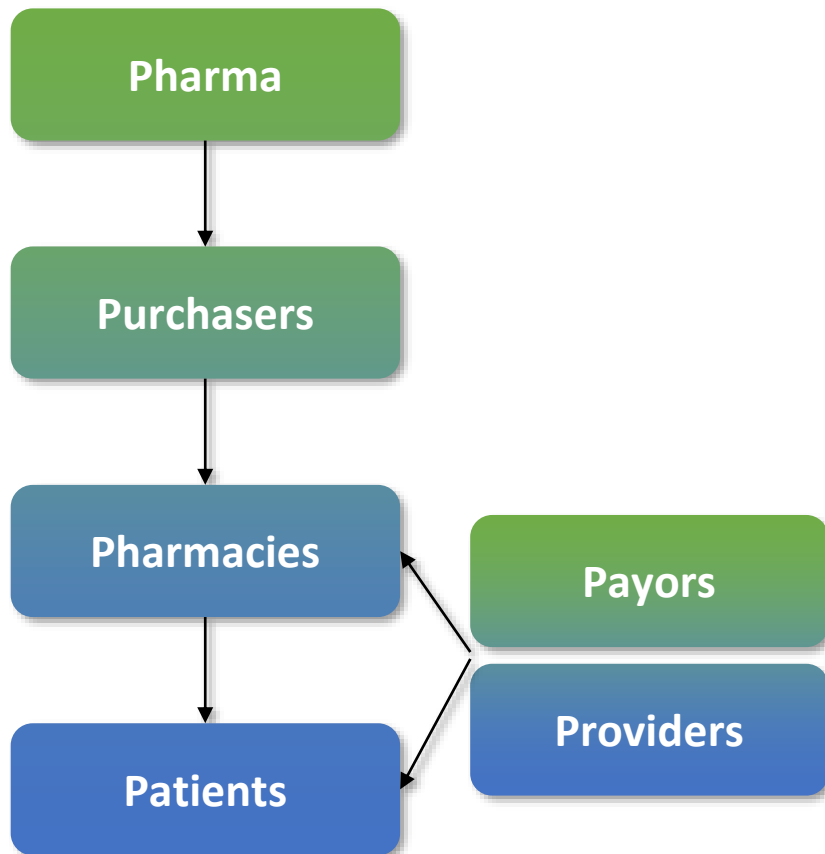 Pharma
Purchasers
Pharmacies
Payors
Providers
Patients